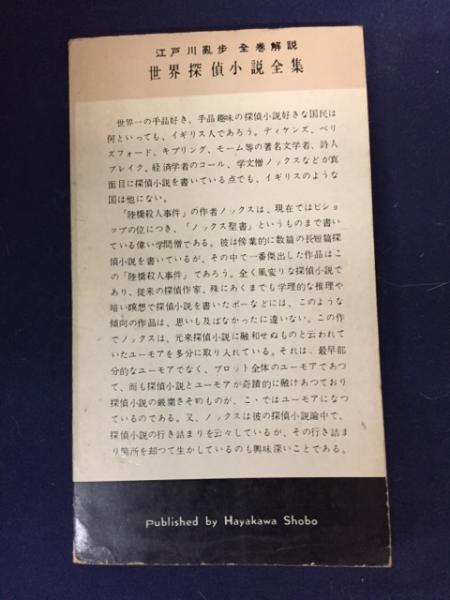 江戸川亂歩 全巻解説
世界探偵小説全集
世界一の手品好き、手品趣味の探偵小説好きな国民は
何といっても、イギリス人であろう。ディケンズ、ベリ
ズフォード、キプリング、モーム等の著名文学者、詩人
ブレイク、経済学者のコール、学文僧ノックスなどが真
面目に探偵小説を書いている点でも、イギリスのような
国は他にない。
「陸橋殺人事件」の作者ノックスは、現在ではビショ
ップの位につき、「ノックス聖書」というものまで書い
ている偉い学問僧である。彼は傍業的に数篇の長短篇探
偵小説を書いているが、その中で一番傑出した作品はこ
の「陸橋殺人事件」であろう。全く風変りな探偵小説で
あり、従来の探偵作家、殊にあくまでも学理的な推理や
暗い瞑想で探偵小説を書いたポーなどには、このような
傾向の作品は、思いも及ばなかったに違いない。この作
でノックスは、元来探偵小説に融和せぬものと云われて
いたユーモアを多分に取り入れている。それは、最早部
分的なユーモアでなく、プロット全体のユーモアであつ
て、而も探偵小説とユーモアが奇蹟的に融けあつており
探偵小説の厳粛さそのものが、こゝではユーモアになつ
ているのである。又、ノックスは彼の探偵小説論中で、
探偵小説の行き詰まりを云々しているが、その行き詰ま
り箇所を却つて生かしているのも興味深いことである。
Published by Hayakawa Shobo